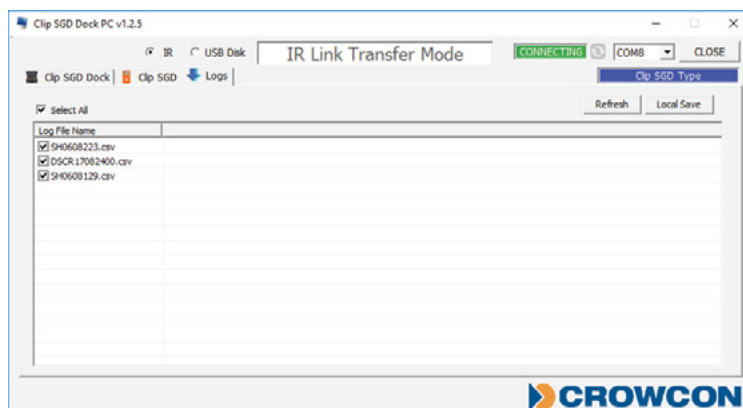 Clip SGD Dock PC v1.2.5
IR USB Disk IR Link Transfer Mode CONNECTING COM8 CLOSE
Clip SGD Dock Clip SGD Logs Clip SGD Type
Select All Refresh Local Save
Log File Name
SH0608223.csv
DSCR17082400.csv
SH0608129.csv
CROWCON